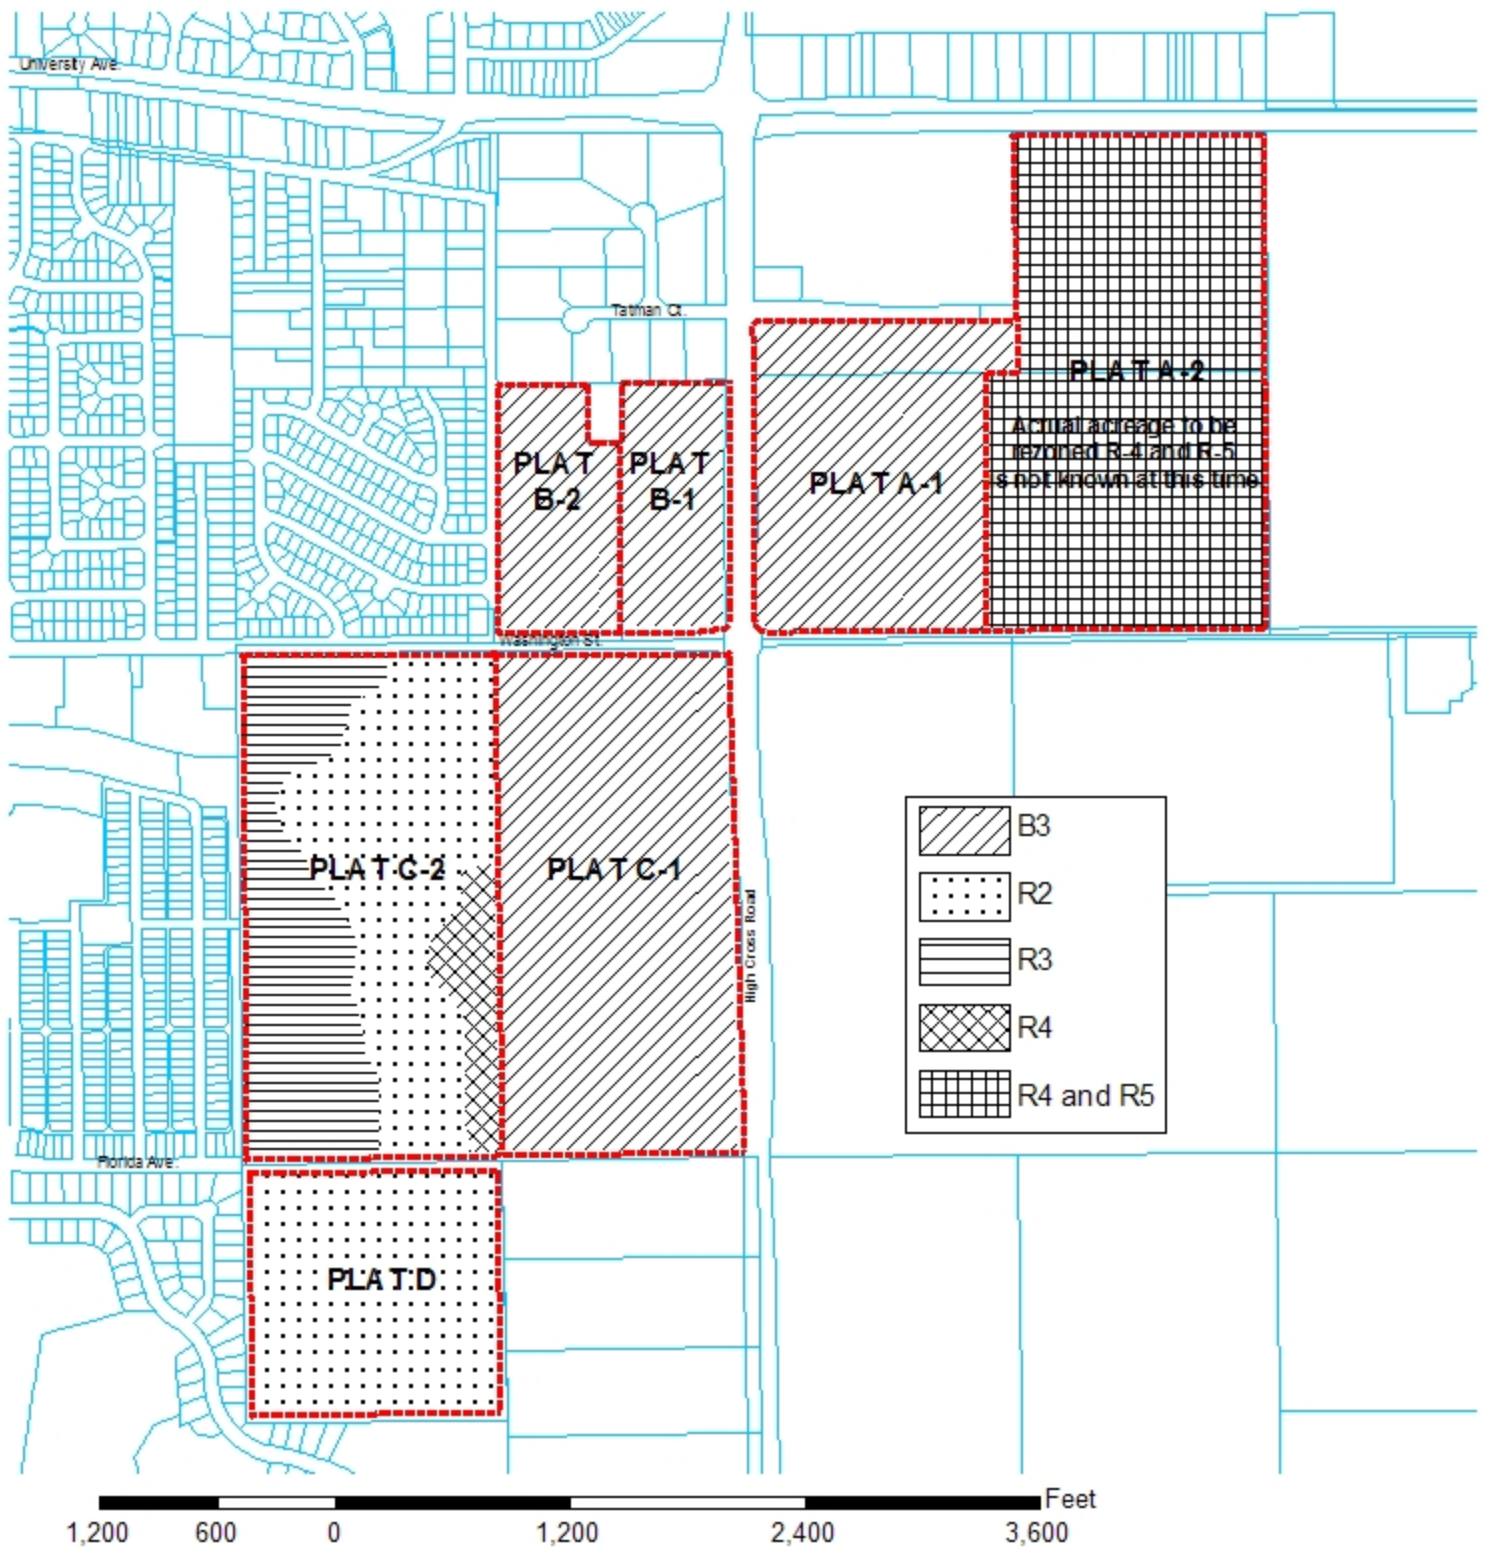 University Ave.
Tatman Ct.
PLAT A-2
Actual acreage to be
rezoned R-4 and R-5
is not known at this time.
PLAT
B-2
PLAT
B-1
PLAT A-1
Washington St.
PLAT C-2
PLAT C-1
High Cross Road
B3
R2
R3
R4
R4 and R5
Florida Ave.
PLAT D
Feet
1,200 600 0 1,200 2,400 3,600